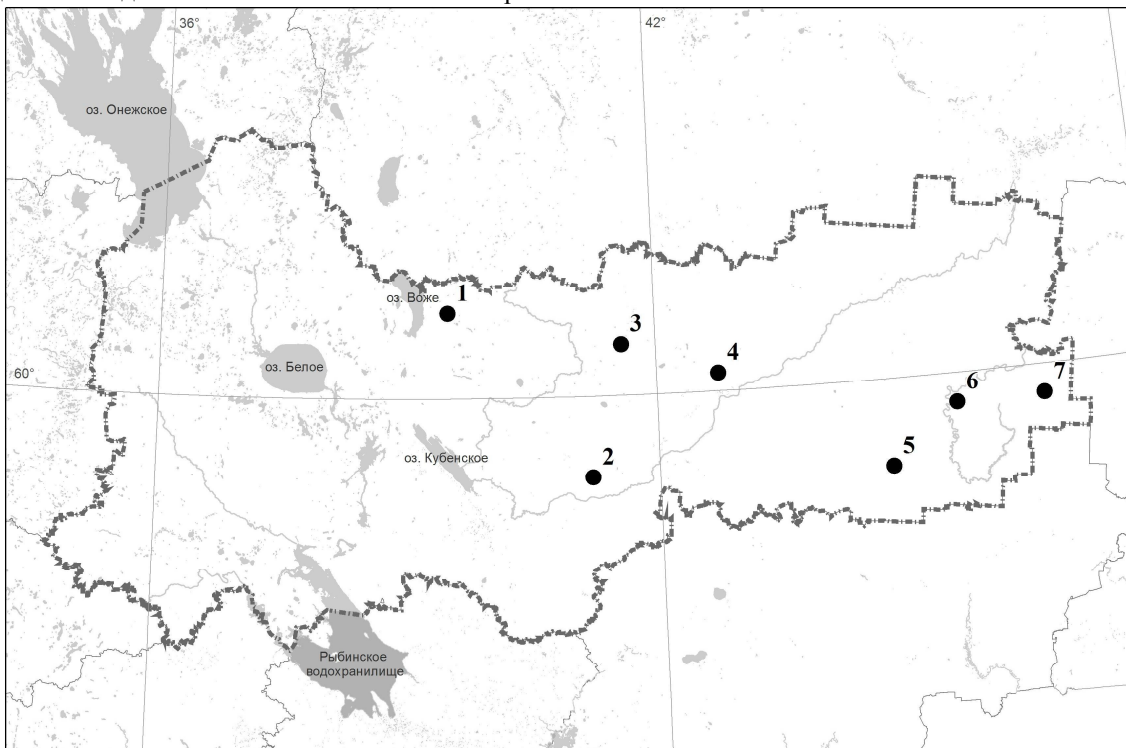 36°
42°
оз. Онежское
оз. Воже
1
3
4
оз. Белое
60°
6
7
оз. Кубенское
2
5
Рыбинское
водохранилище